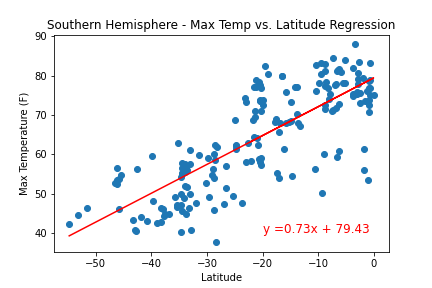 Southern Hemisphere - Max Temp vs. Latitude Regression
90
80
70
60
50
40
Max Temperature (F)
y =0.73x + 79.43
−50 −40 −30 −20 −10 0
Latitude